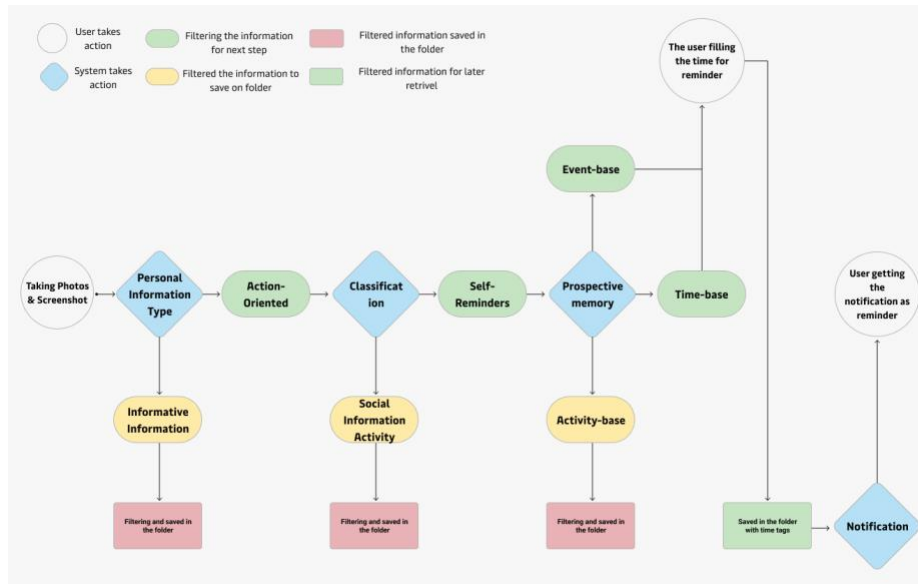 User takes
action
Filtering the information
for next step
Filtered information saved in
the folder
System takes
action
Filtered the information to
save on folder
Filtered information for later
retrivel
The user filling
the time for
reminder
Event-base
Taking Photos
& Screenshot
Personal
Information
Type
Action-
Oriented
Classificat
ion
Self-
Reminders
Prospective
memory
Time-base
User getting
the
notification as
reminder
Informative
Information
Social
Information
Activity
Activity-base
Filtering and saved in
the folder
Filtering and saved in
the folder
Filtering and saved in
the folder
Saved in the folder
with time tags
Notification